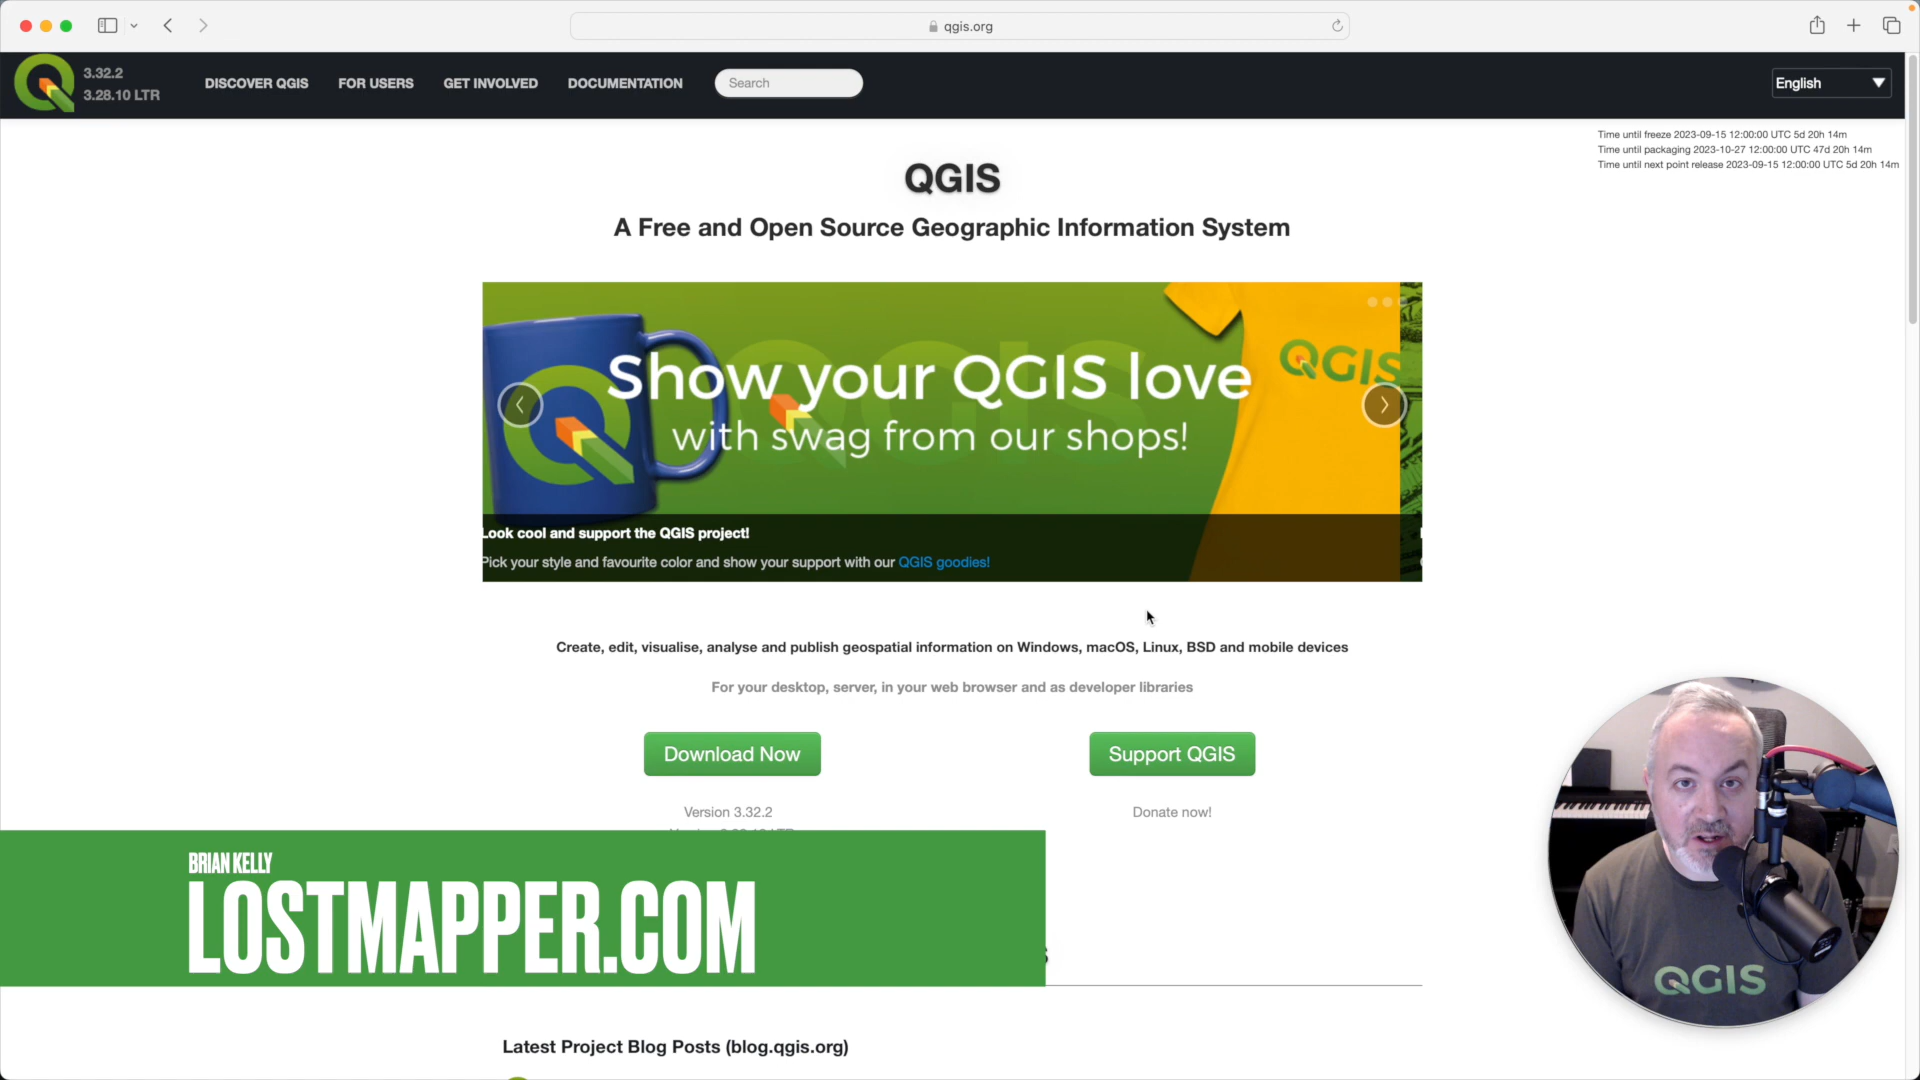 qgis.org
3.32.2
3.28.10 LTR
DISCOVER QGIS
FOR USERS
GET INVOLVED
DOCUMENTATION
Search
English
Time until freeze 2023-09-15 12:00:00 UTC 5d 20h 14m
Time until packaging 2023-10-27 12:00:00 UTC 47d 20h 14m
Time until next point release 2023-09-15 12:00:00 UTC 5d 20h 14m
QGIS
A Free and Open Source Geographic Information System
Show your QGIS love
with swag from our shops!
QGIS
Look cool and support the QGIS project!
Pick your style and favourite color and show your support with our QGIS goodies!
Create, edit, visualise, analyse and publish geospatial information on Windows, macOS, Linux, BSD and mobile devices
For your desktop, server, in your web browser and as developer libraries
Download Now
Support QGIS
Version 3.32.2
Donate now!
BRIAN KELLY
LOSTMAPPER.COM
QGIS
Latest Project Blog Posts (blog.qgis.org)